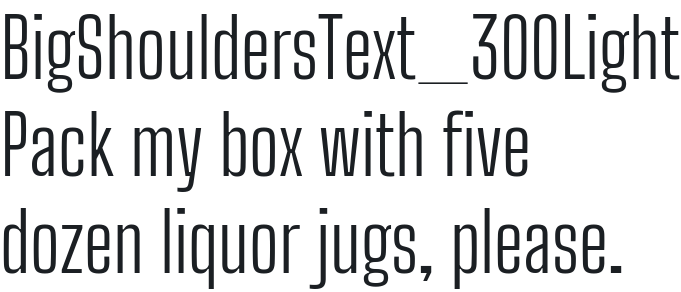 BigShouldersText_300Light
Pack my box with five
dozen liquor jugs, please.